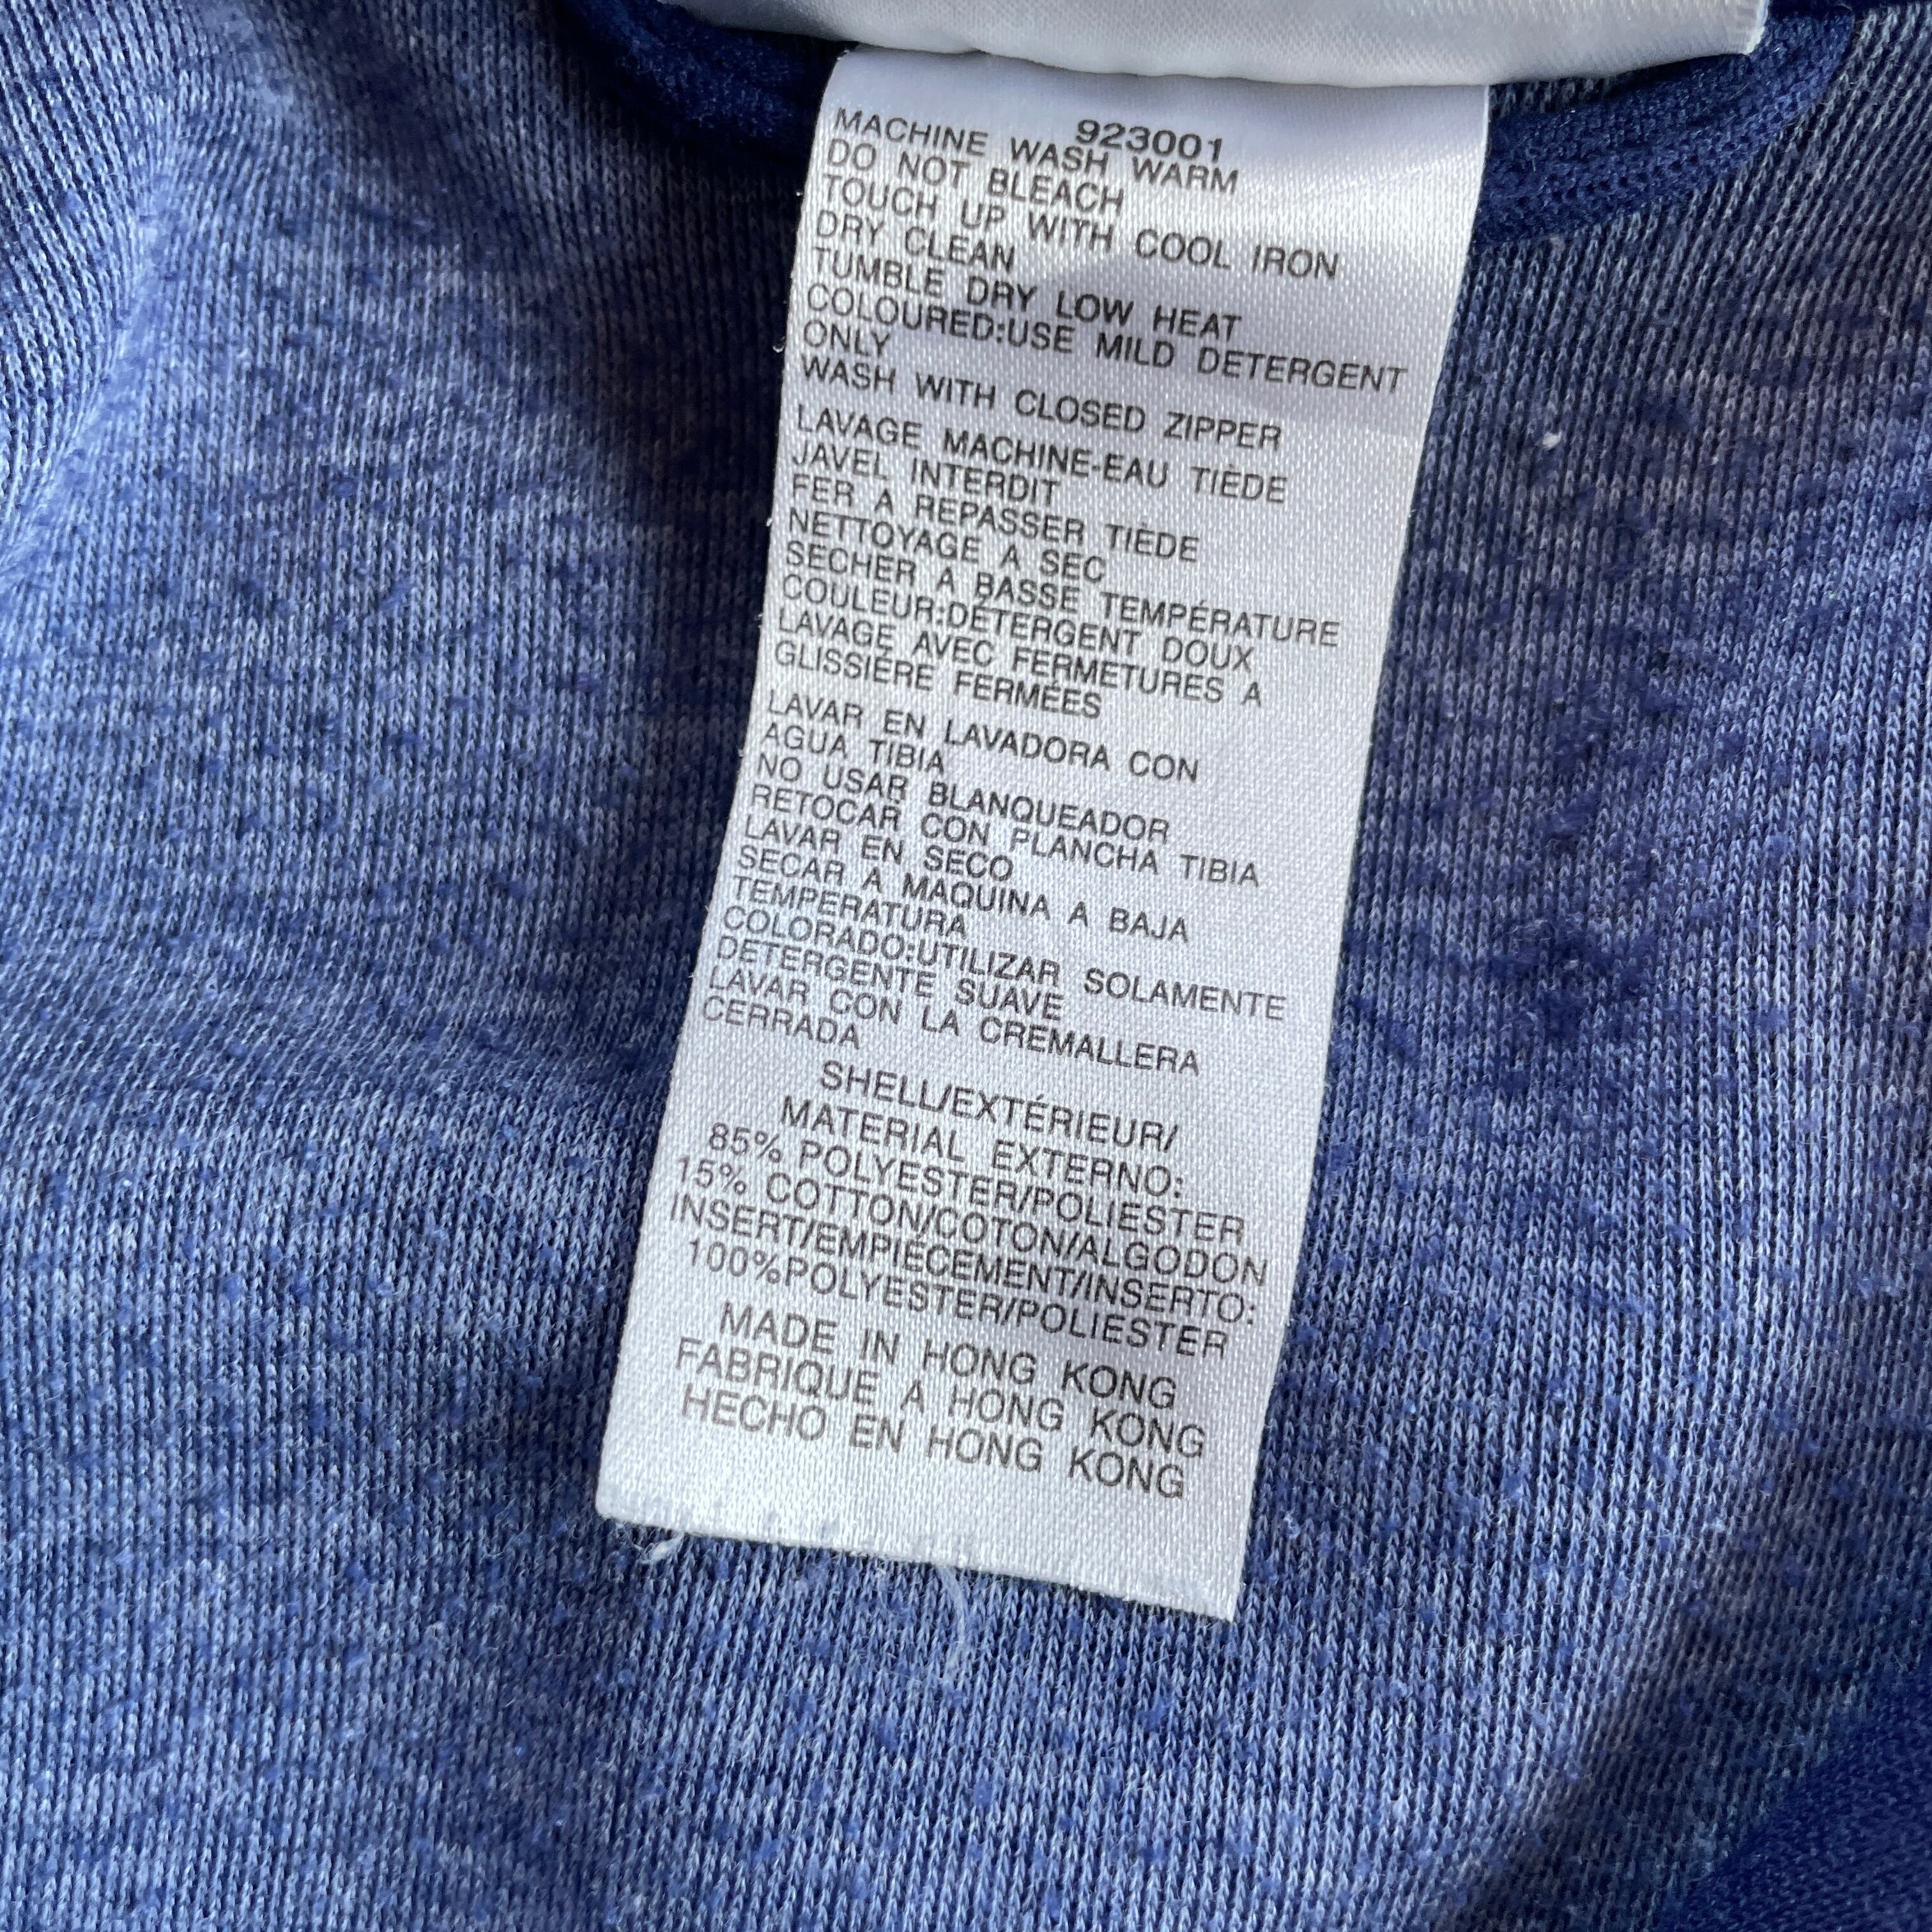 923001
MACHINE WASH WARM
DO NOT BLEACH
TOUCH UP WITH COOL IRON
DRY CLEAN
TUMBLE DRY LOW HEAT
COLOURED:USE MILD DETERGENT
ONLY
WASH WITH CLOSED ZIPPER
LAVAGE MACHINE-EAU TIÈDE
JAVEL INTERDIT
FER A REPASSER TIÈDE
NETTOYAGE A SEC
SECHER A BASSE TEMPÉRATURE
COULEUR:DÉTERGENT DOUX
LAVAGE AVEC FERMETURES A
GLISSIÈRE FERMÉES
LAVAR EN LAVADORA CON
AGUA TIBIA
NO USAR BLANQUEADOR
RETOCAR CON PLANCHA TIBIA
LAVAR EN SECO
SECAR A MAQUINA A BAJA
TEMPERATURA
COLORADO:UTILIZAR SOLAMENTE
DETERGENTE SUAVE
LAVAR CON LA CREMALLERA
CERRADA
SHELL/EXTÉRIEUR/
MATERIAL EXTERNO:
85% POLYESTER/POLIESTER
15% COTTON/COTON/ALGODON
INSERT/EMPIÈCEMENT/INSERTO:
100%POLYESTER/POLIESTER
MADE IN HONG KONG
FABRIQUE A HONG KONG
HECHO EN HONG KONG